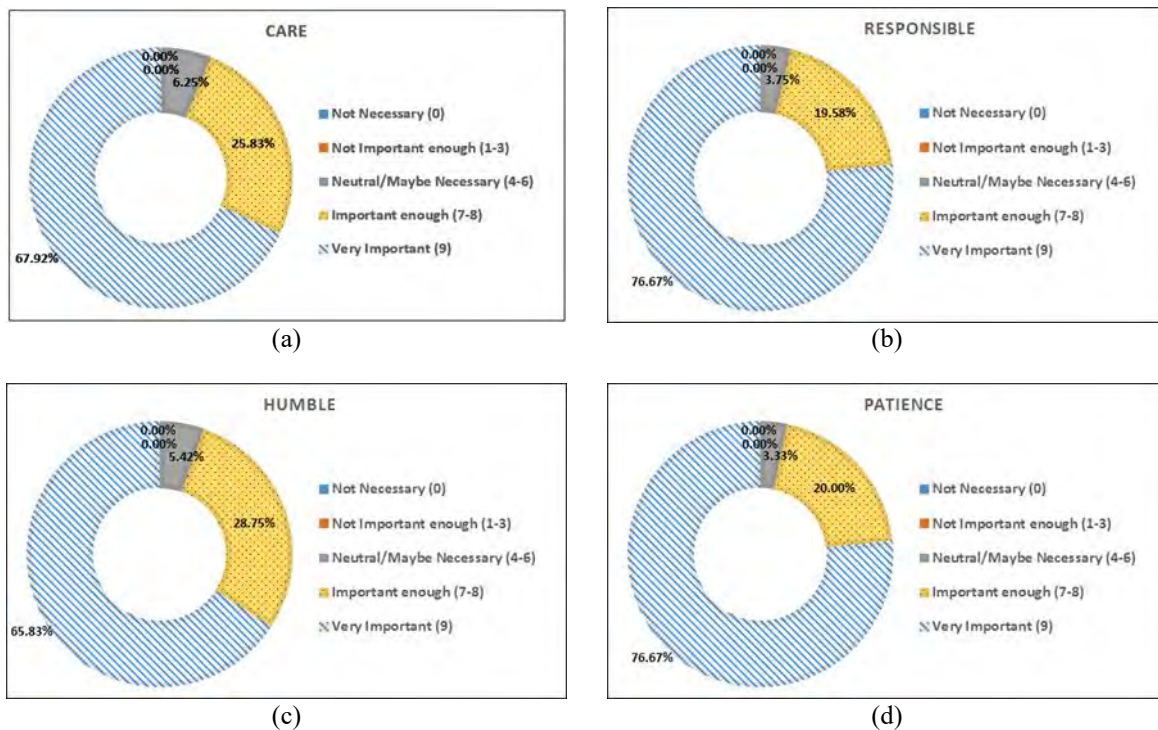 CARE
0.00%
0.00%
6.25%
25.83%
67.92%
Not Necessary (0)
Not Important enough (1-3)
Neutral/Maybe Necessary (4-6)
Important enough (7-8)
Very Important (9)
(a)
RESPONSIBLE
0.00%
0.00%
3.75%
19.58%
76.67%
Not Necessary (0)
Not Important enough (1-3)
Neutral/Maybe Necessary (4-6)
Important enough (7-8)
Very Important (9)
(b)
HUMBLE
0.00%
0.00%
5.42%
28.75%
65.83%
Not Necessary (0)
Not Important enough (1-3)
Neutral/Maybe Necessary (4-6)
Important enough (7-8)
Very Important (9)
(c)
PATIENCE
0.00%
0.00%
3.33%
20.00%
76.67%
Not Necessary (0)
Not Important enough (1-3)
Neutral/Maybe Necessary (4-6)
Important enough (7-8)
Very Important (9)
(d)